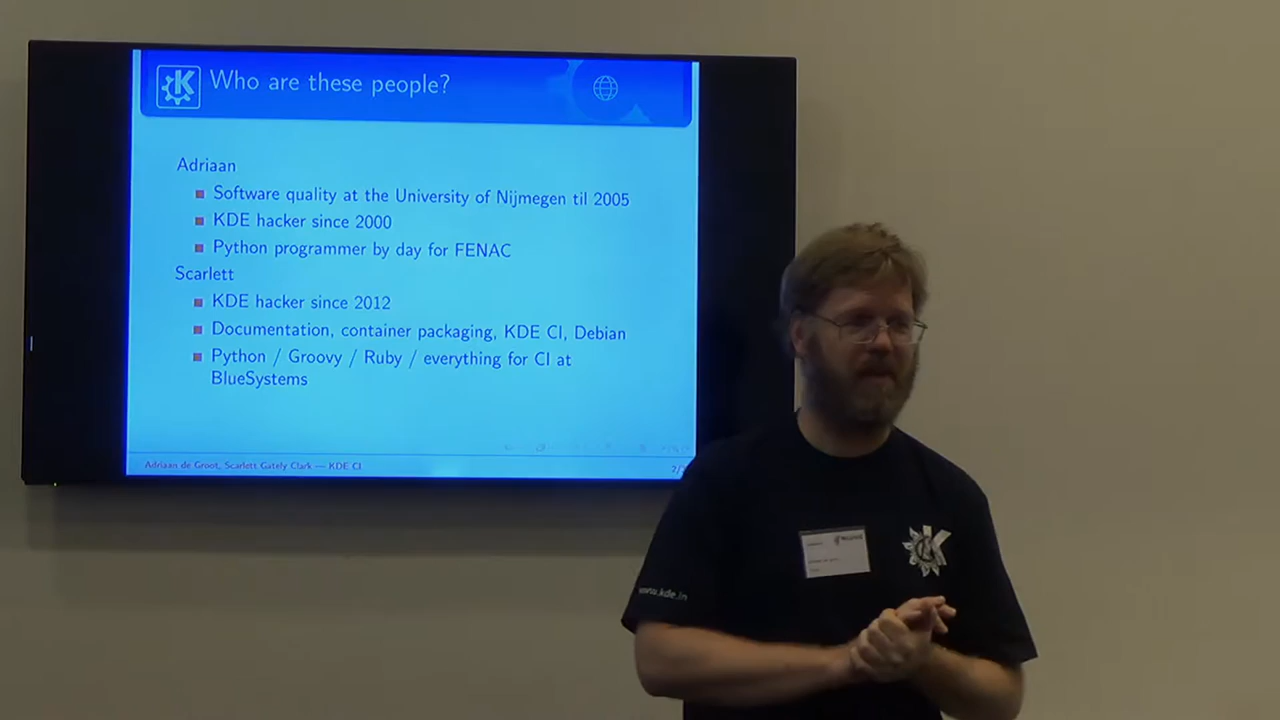 Who are these people?
Adriaan
Software quality at the University of Nijmegen til 2005
KDE hacker since 2000
Python programmer by day for FENAC
Scarlett
KDE hacker since 2012
Documentation, container packaging, KDE CI, Debian
Python / Groovy / Ruby / everything for CI at
BlueSystems
Adriaan de Groot, Scarlett Gately Clark — KDE CI
2/
www.kde.in